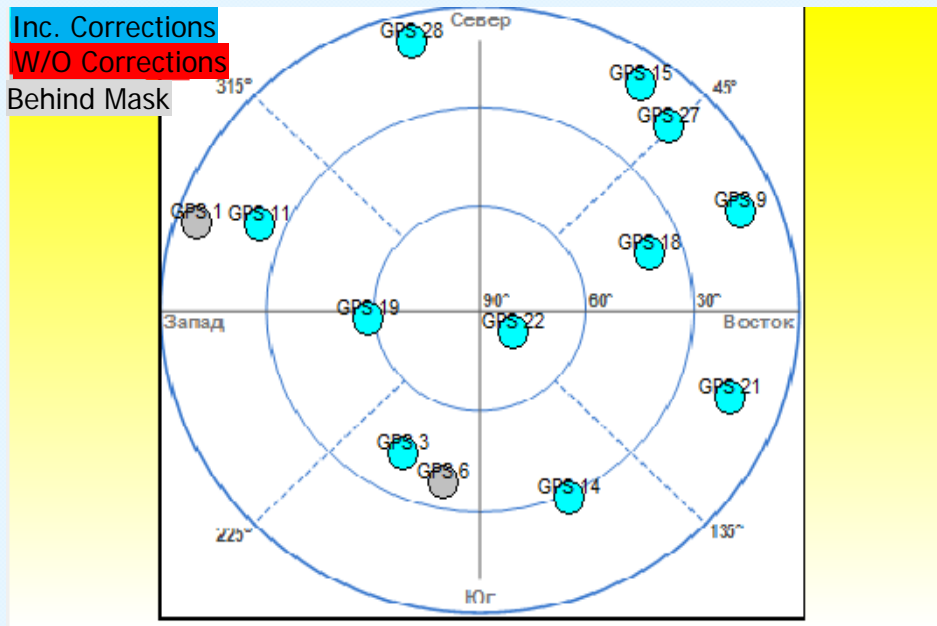 Inc. Corrections
W/O Corrections
Behind Mask
GPS 28
Север
GPS 15
315°
45°
GPS 27
GPS 1
GPS 11
GPS 9
GPS 18
GPS 19
90°
60°
30°
Запад
GPS 22
Восток
GPS 21
GPS 3
GPS 6
GPS 14
225°
135°
Юг